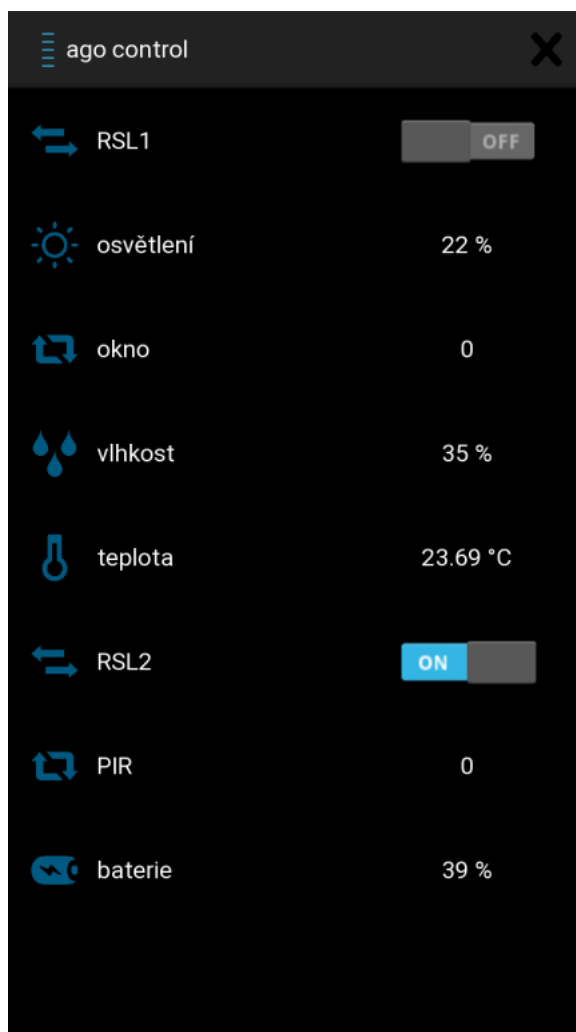 ago control
RSL1 OFF
osvětlení 22 %
okno 0
vlhkost 35 %
teplota 23.69 °C
RSL2 ON
PIR 0
baterie 39 %